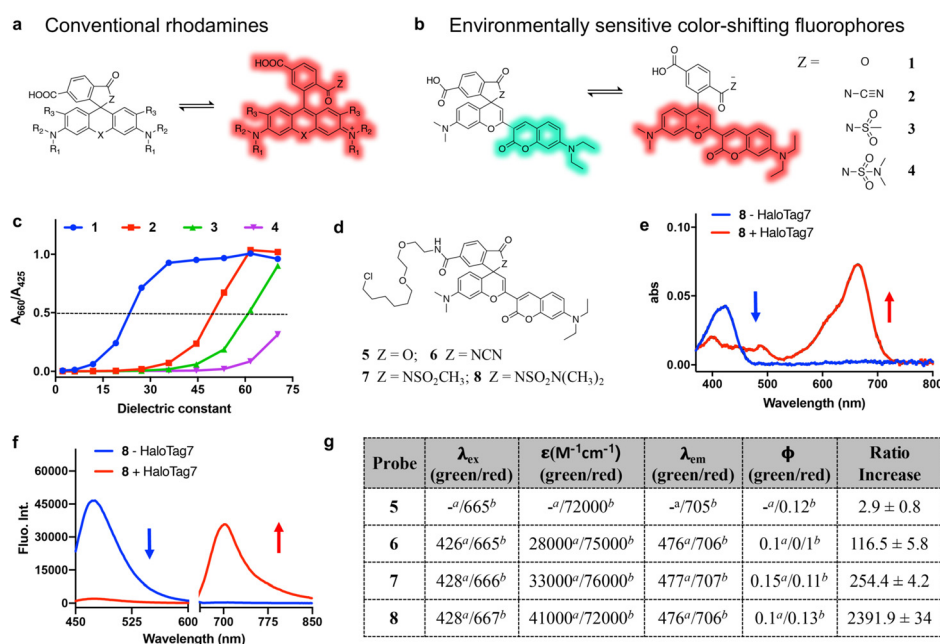 a Conventional rhodamines
b Environmentally sensitive color-shifting fluorophores
HOOC
O
Z
R3
R3
R2
N
R1
X
N
R2
R1
HOOC
O
Z
R3
R3
R2
N
R1
X
N+
R2
R1
HO
O
O
Z
N
O
O
O
N
HO
O
O
Z
N
O
+
O
O
N
Z = O 1
N-C≡N 2
O
N-S
O
3
O
N-S-N
O
4
c
1 2 3 4
A660/A425
1.0
0.5
0.0
0 15 30 45 60 75
Dielectric constant
d
Cl
O
O
H
N
O
O
Z
N
O
O
O
N
5 Z = O; 6 Z = NCN
7 Z = NSO2CH3; 8 Z = NSO2N(CH3)2
e
8 - HaloTag7
8 + HaloTag7
abs
0.10
0.05
0.00
400 500 600 700 800
Wavelength (nm)
f
8 - HaloTag7
8 + HaloTag7
Fluo. Int.
60000
45000
30000
15000
0
450 525 600 700 775 850
Wavelength (nm)
g
Probe λex (green/red) ε(M-1cm-1) (green/red) λem (green/red) ϕ (green/red) Ratio Increase
5 -a/665b -a/72000b -a/705b -a/0.12b 2.9 ± 0.8
6 426a/665b 28000a/75000b 476a/706b 0.1a/0/1b 116.5 ± 5.8
7 428a/666b 33000a/76000b 477a/707b 0.15a/0.11b 254.4 ± 4.2
8 428a/667b 41000a/72000b 476a/706b 0.1a/0.13b 2391.9 ± 34